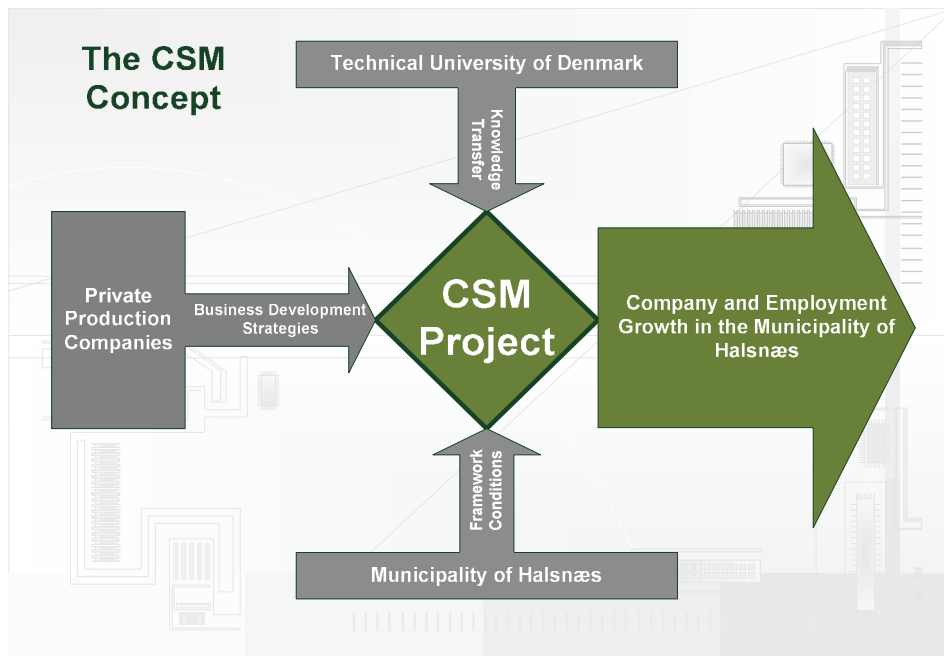 The CSM
Concept
Technical University of Denmark
Knowledge
Transfer
Private
Production
Companies
Business Development
Strategies
CSM
Project
Company and Employment
Growth in the Municipality of
Halsnæs
Framework
Conditions
Municipality of Halsnæs